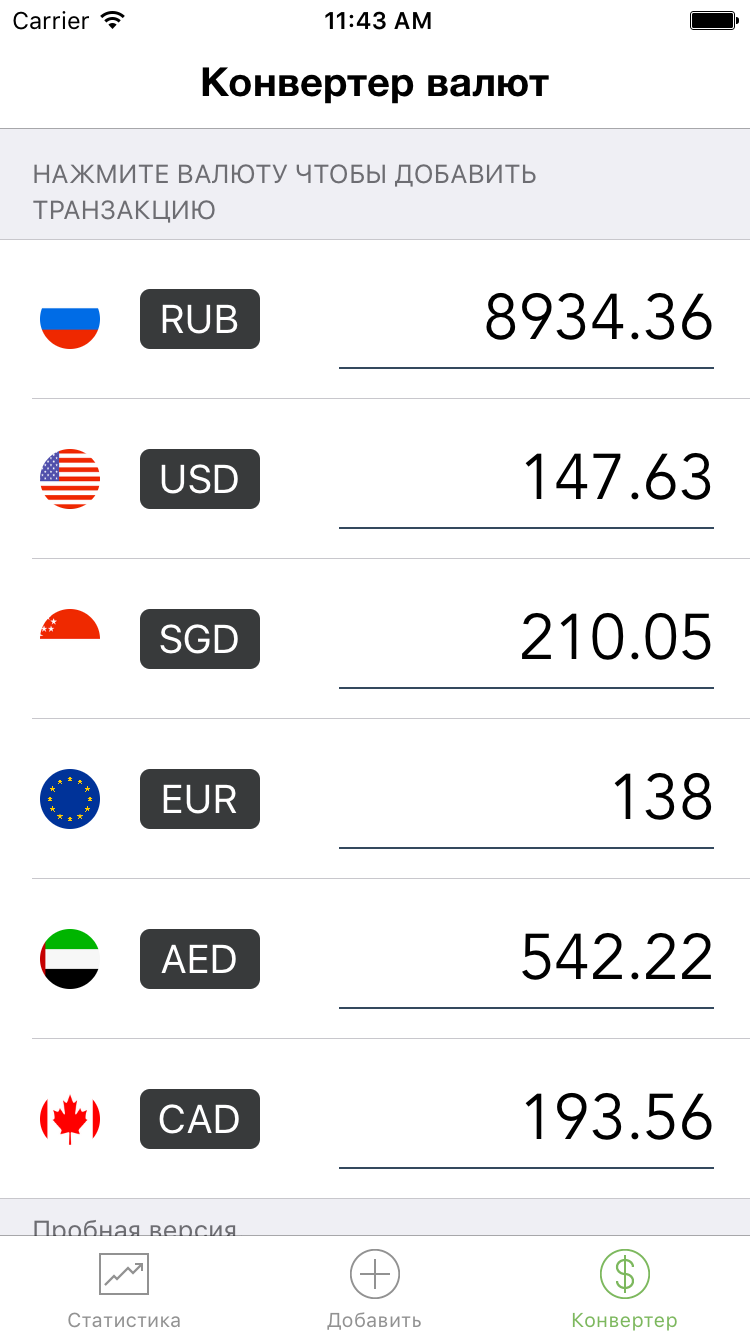 Carrier 11:43 AM
Конвертер валют
НАЖМИТЕ ВАЛЮТУ ЧТОБЫ ДОБАВИТЬ
ТРАНЗАКЦИЮ
RUB 8934.36
USD 147.63
SGD 210.05
EUR 138
AED 542.22
CAD 193.56
Пробная версия
Статистика Добавить Конвертер